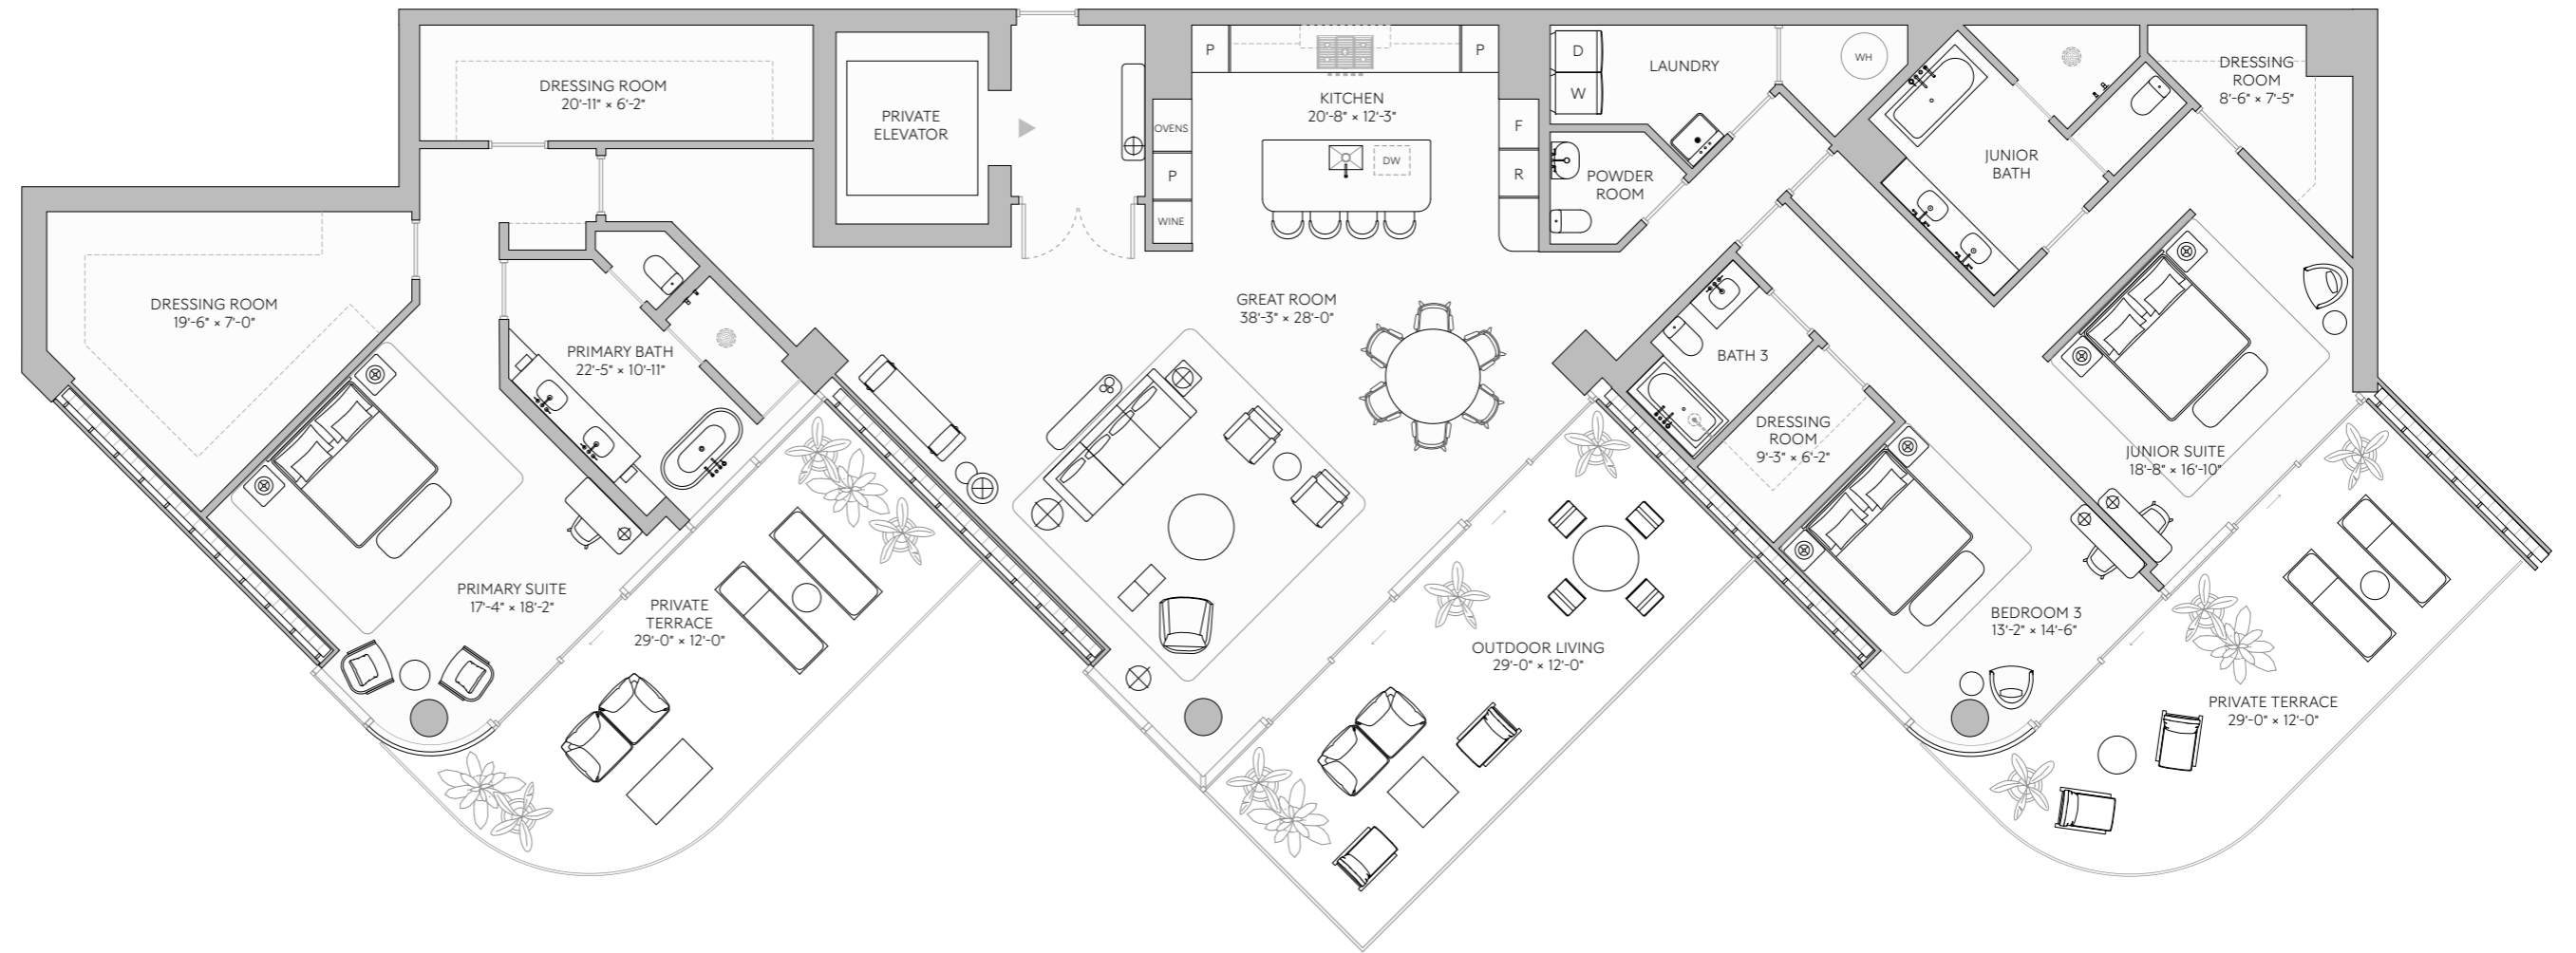 DRESSING ROOM
20'-11" × 6'-2"
PRIVATE
ELEVATOR
P
P
KITCHEN
20'-8" × 12'-3"
OVENS
P
WINE
DW
F
R
D
W
LAUNDRY
WH
POWDER
ROOM
JUNIOR
BATH
DRESSING
ROOM
8'-6" × 7'-5"
DRESSING ROOM
19'-6" × 7'-0"
PRIMARY BATH
22'-5" × 10'-11"
GREAT ROOM
38'-3" × 28'-0"
BATH 3
DRESSING
ROOM
9'-3" × 6'-2"
JUNIOR SUITE
18'-8" × 16'-10"
PRIMARY SUITE
17'-4" × 18'-2"
PRIVATE
TERRACE
29'-0" × 12'-0"
OUTDOOR LIVING
29'-0" × 12'-0"
BEDROOM 3
13'-2" × 14'-6"
PRIVATE TERRACE
29'-0" × 12'-0"